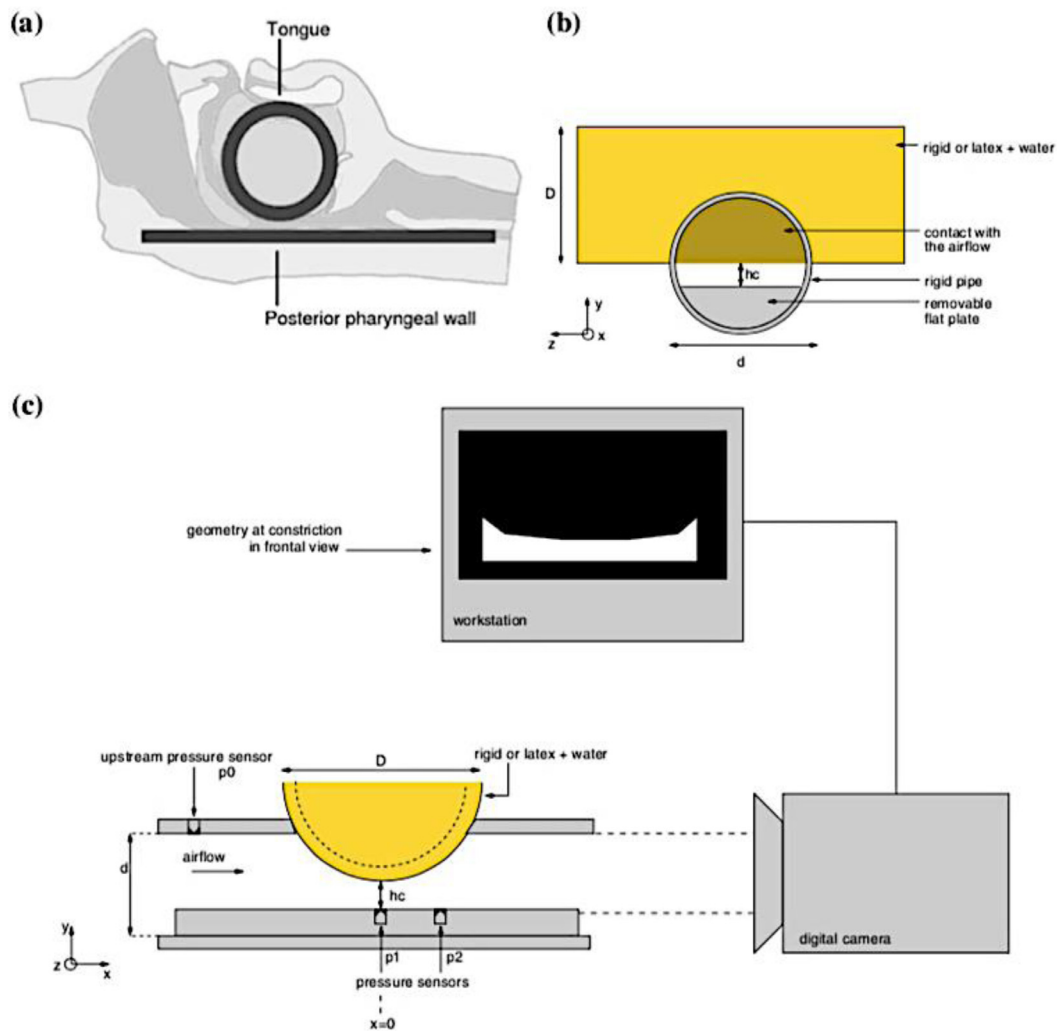 (a)
Tongue
Posterior pharyngeal wall
(b)
D
rigid or latex + water
contact with
the airflow
hc
rigid pipe
removable
flat plate
y
z
x
d
(c)
geometry at constriction
in frontal view
workstation
upstream pressure sensor
p0
D
rigid or latex + water
airflow
d
hc
y
z
x
p1
p2
pressure sensors
x=0
digital camera